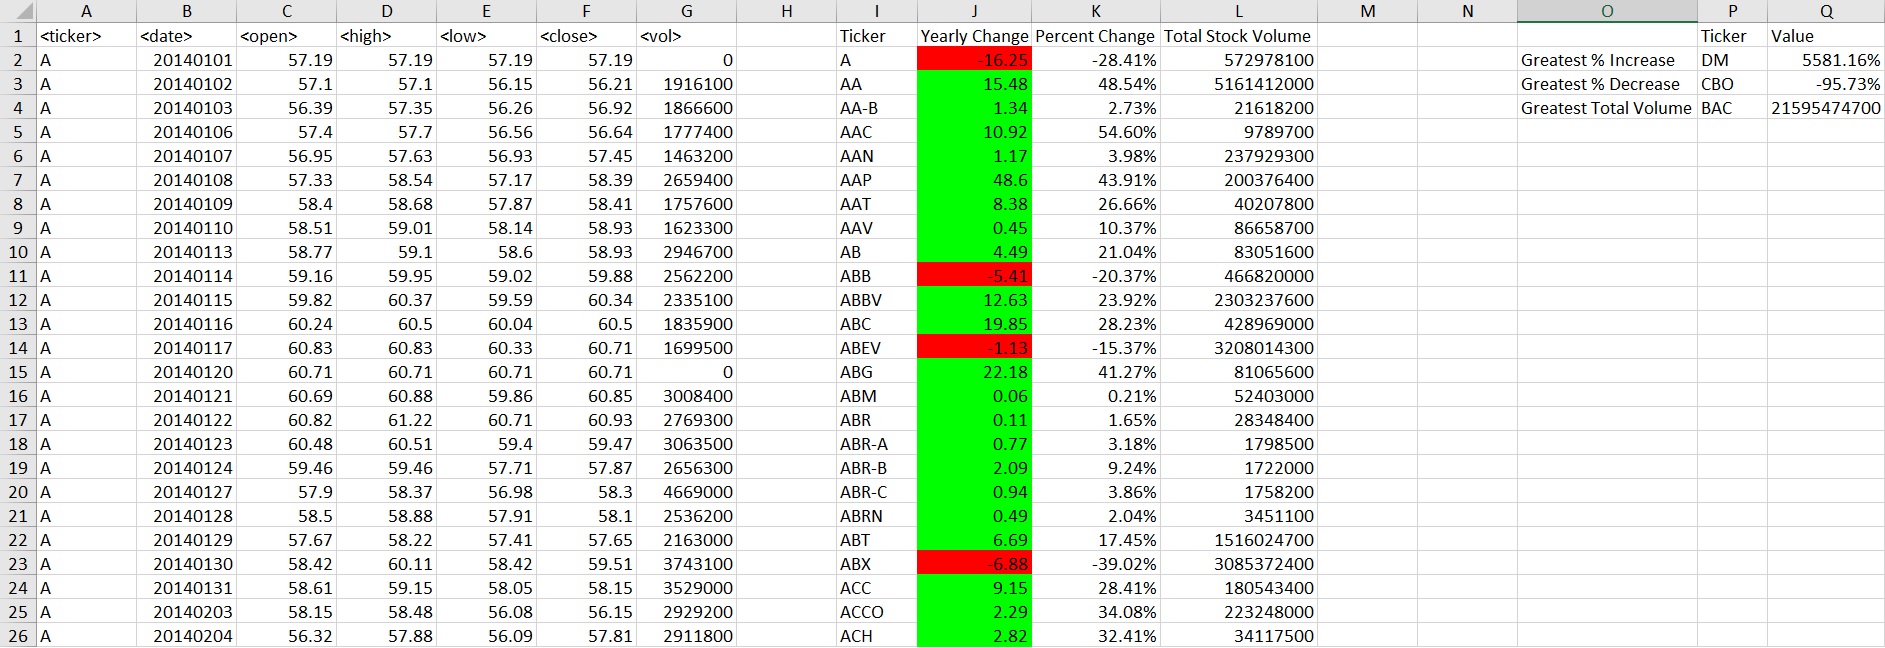 A B C D E F G H I J K L M N O P Q
1 <ticker> <date> <open> <high> <low> <close> <vol> Ticker Yearly Change Percent Change Total Stock Volume Ticker Value
2 A 20140101 57.19 57.19 57.19 57.19 0 A -16.25 -28.41% 572978100 Greatest % Increase DM 5581.16%
3 A 20140102 57.1 57.1 56.15 56.21 1916100 AA 15.48 48.54% 5161412000 Greatest % Decrease CBO -95.73%
4 A 20140103 56.39 57.35 56.26 56.92 1866600 AA-B 1.34 2.73% 21618200 Greatest Total Volume BAC 21595474700
5 A 20140106 57.4 57.7 56.56 56.64 1777400 AAC 10.92 54.60% 9789700
6 A 20140107 56.95 57.63 56.93 57.45 1463200 AAN 1.17 3.98% 237929300
7 A 20140108 57.33 58.54 57.17 58.39 2659400 AAP 48.6 43.91% 200376400
8 A 20140109 58.4 58.68 57.87 58.41 1757600 AAT 8.38 26.66% 40207800
9 A 20140110 58.51 59.01 58.14 58.93 1623300 AAV 0.45 10.37% 86658700
10 A 20140113 58.77 59.1 58.6 58.93 2946700 AB 4.49 21.04% 83051600
11 A 20140114 59.16 59.95 59.02 59.88 2562200 ABB -5.41 -20.37% 466820000
12 A 20140115 59.82 60.37 59.59 60.34 2335100 ABBV 12.63 23.92% 2303237600
13 A 20140116 60.24 60.5 60.04 60.5 1835900 ABC 19.85 28.23% 428969000
14 A 20140117 60.83 60.83 60.33 60.71 1699500 ABEV -1.13 -15.37% 3208014300
15 A 20140120 60.71 60.71 60.71 60.71 0 ABG 22.18 41.27% 81065600
16 A 20140121 60.69 60.88 59.86 60.85 3008400 ABM 0.06 0.21% 52403000
17 A 20140122 60.82 61.22 60.71 60.93 2769300 ABR 0.11 1.65% 28348400
18 A 20140123 60.48 60.51 59.4 59.47 3063500 ABR-A 0.77 3.18% 1798500
19 A 20140124 59.46 59.46 57.71 57.87 2656300 ABR-B 2.09 9.24% 1722000
20 A 20140127 57.9 58.37 56.98 58.3 4669000 ABR-C 0.94 3.86% 1758200
21 A 20140128 58.5 58.88 57.91 58.1 2536200 ABRN 0.49 2.04% 3451100
22 A 20140129 57.67 58.22 57.41 57.65 2163000 ABT 6.69 17.45% 1516024700
23 A 20140130 58.42 60.11 58.42 59.51 3743100 ABX -6.88 -39.02% 3085372400
24 A 20140131 58.61 59.15 58.05 58.15 3529000 ACC 9.15 28.41% 180543400
25 A 20140203 58.15 58.48 56.08 56.15 2929200 ACCO 2.29 34.08% 223248000
26 A 20140204 56.32 57.88 56.09 57.81 2911800 ACH 2.82 32.41% 34117500